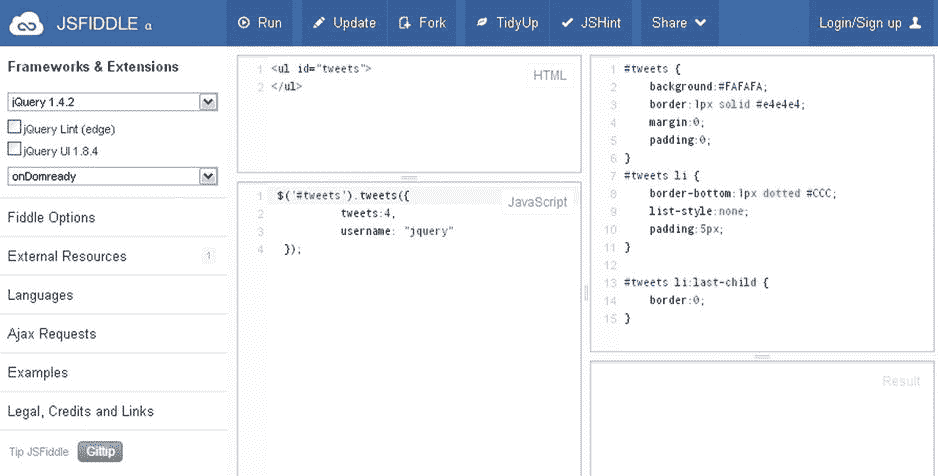 JSFIDDLE α
Run
Update
Fork
TidyUp
JSHint
Share
Login/Sign up
Frameworks & Extensions
jQuery 1.4.2
jQuery Lint (edge)
jQuery UI 1.8.4
onDomready
Fiddle Options
External Resources 1
Languages
Ajax Requests
Examples
Legal, Credits and Links
Tip JSFiddle Gittip
HTML
1 <ul id="tweets">
2 </ul>
JavaScript
1 $('#tweets').tweets({
2 tweets:4,
3 username: "jquery"
4 });
1 #tweets {
2 background:#FAFAFA;
3 border:1px solid #e4e4e4;
4 margin:0;
5 padding:0;
6 }
7 #tweets li {
8 border-bottom:1px dotted #CCC;
9 list-style:none;
10 padding:5px;
11 }
12
13 #tweets li:last-child {
14 border:0;
15 }
Result